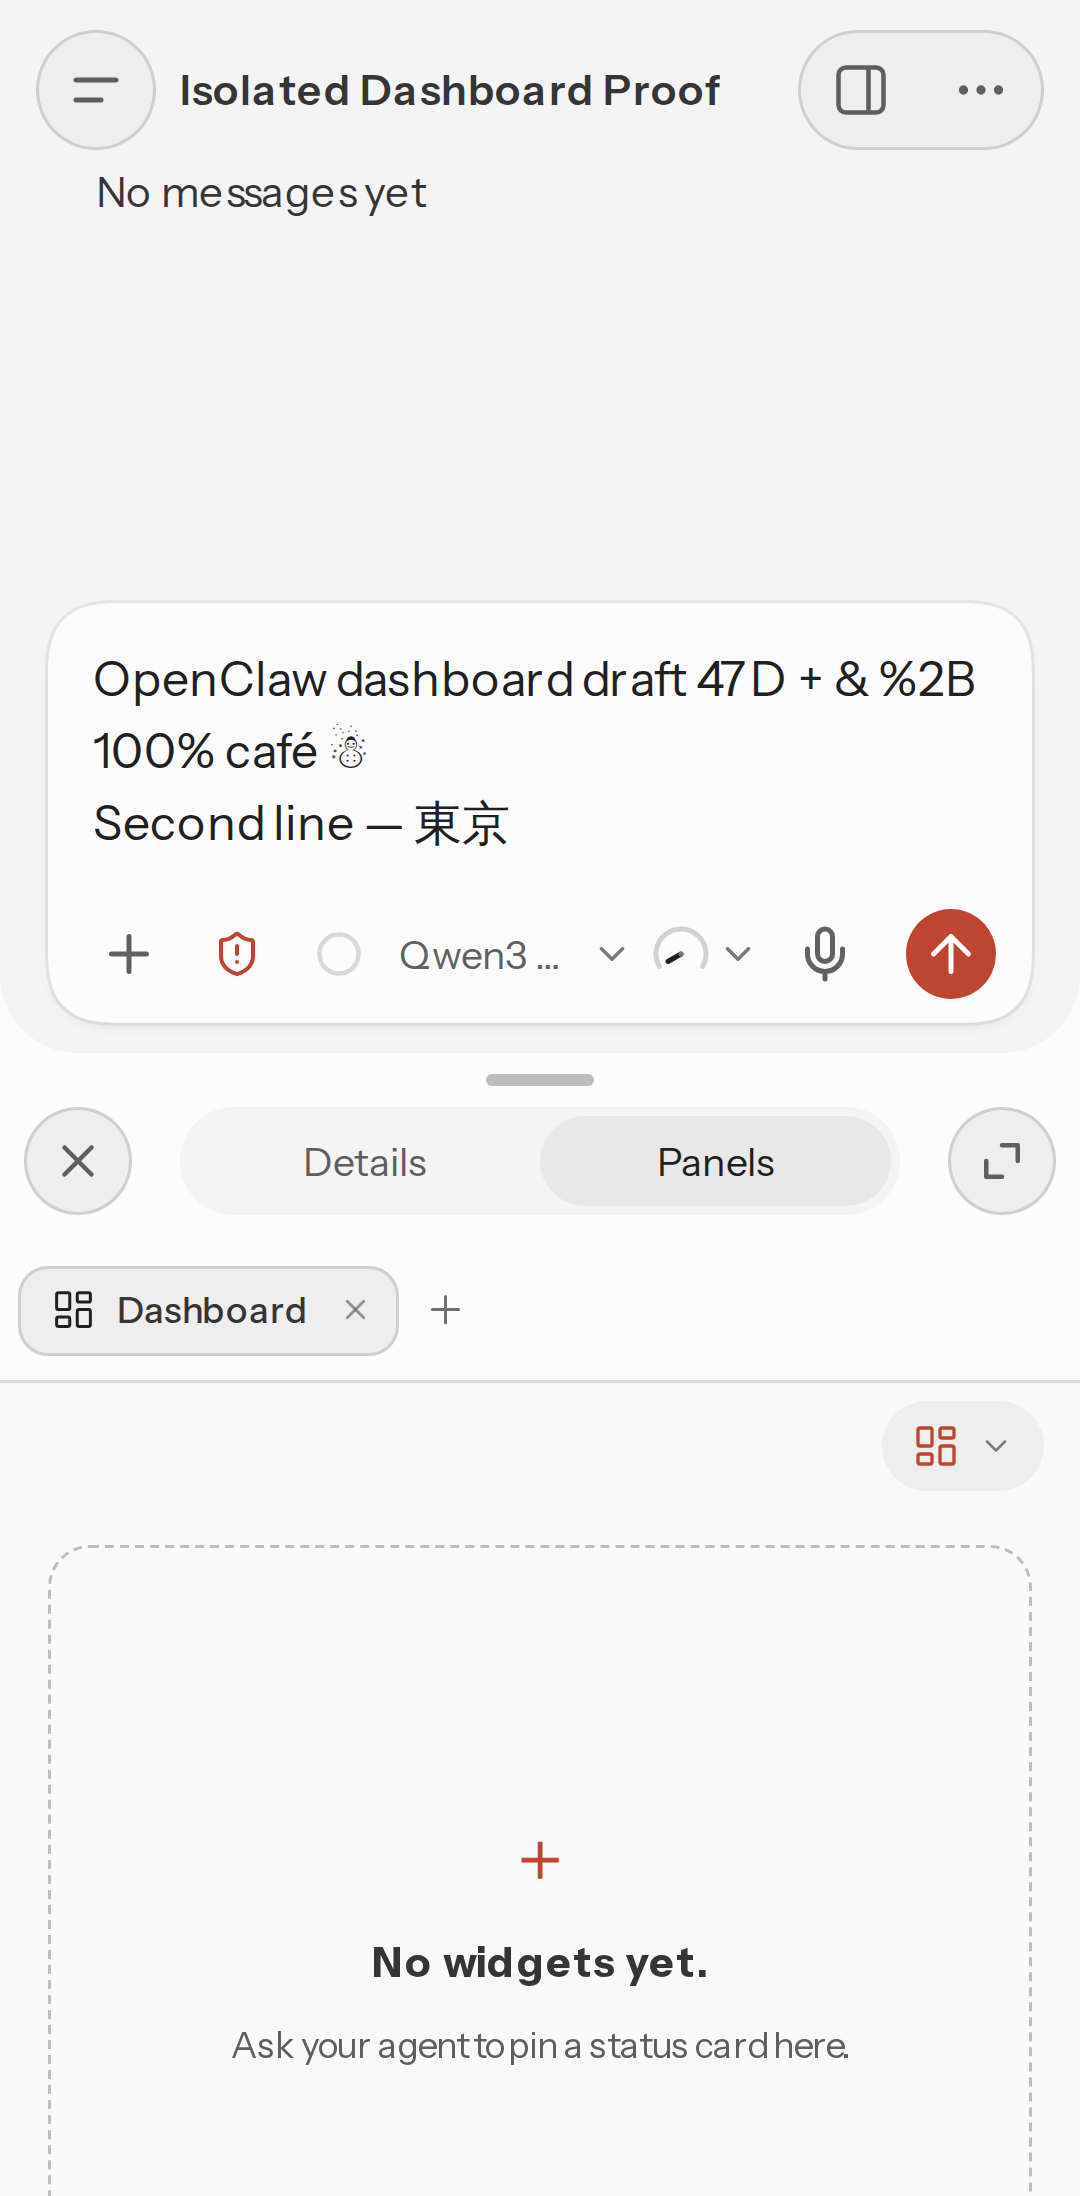 Isolated Dashboard Proof
No messages yet
OpenClaw dashboard draft 47D + & %2B
100% café ☃
Second line — 東京
Qwen3 ...
Details
Panels
Dashboard
No widgets yet.
Ask your agent to pin a status card here.